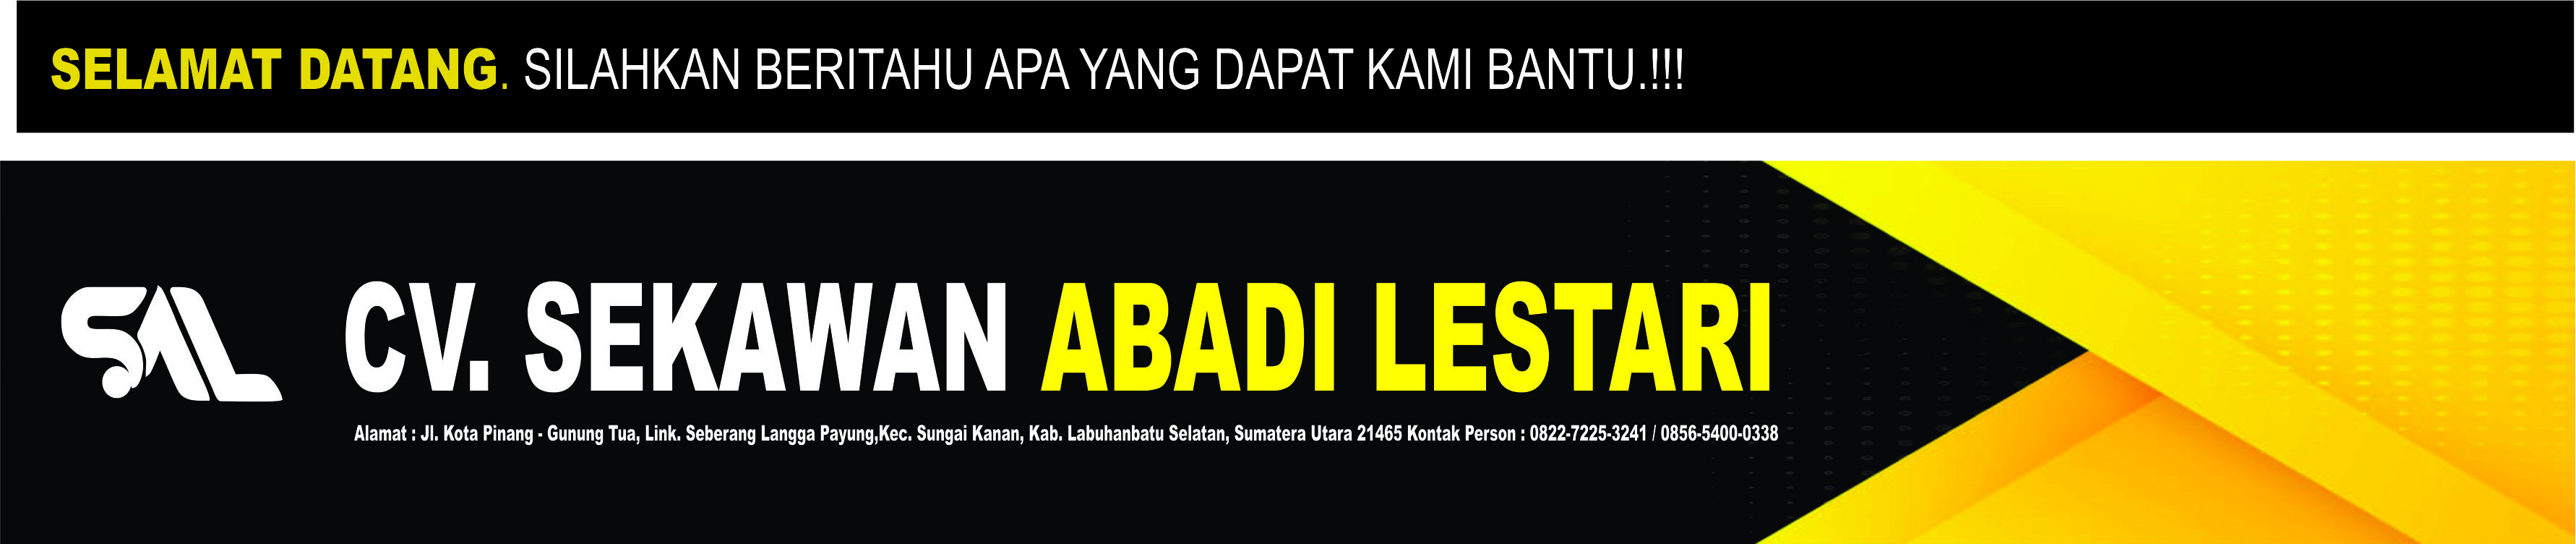 SELAMAT DATANG. SILAHKAN BERITAHU APA YANG DAPAT KAMI BANTU.!!!
SAL CV. SEKAWAN ABADI LESTARI
Alamat : Jl. Kota Pinang - Gunung Tua, Link. Seberang Langga Payung,Kec. Sungai Kanan, Kab. Labuhanbatu Selatan, Sumatera Utara 21465 Kontak Person : 0822-7225-3241 / 0856-5400-0338